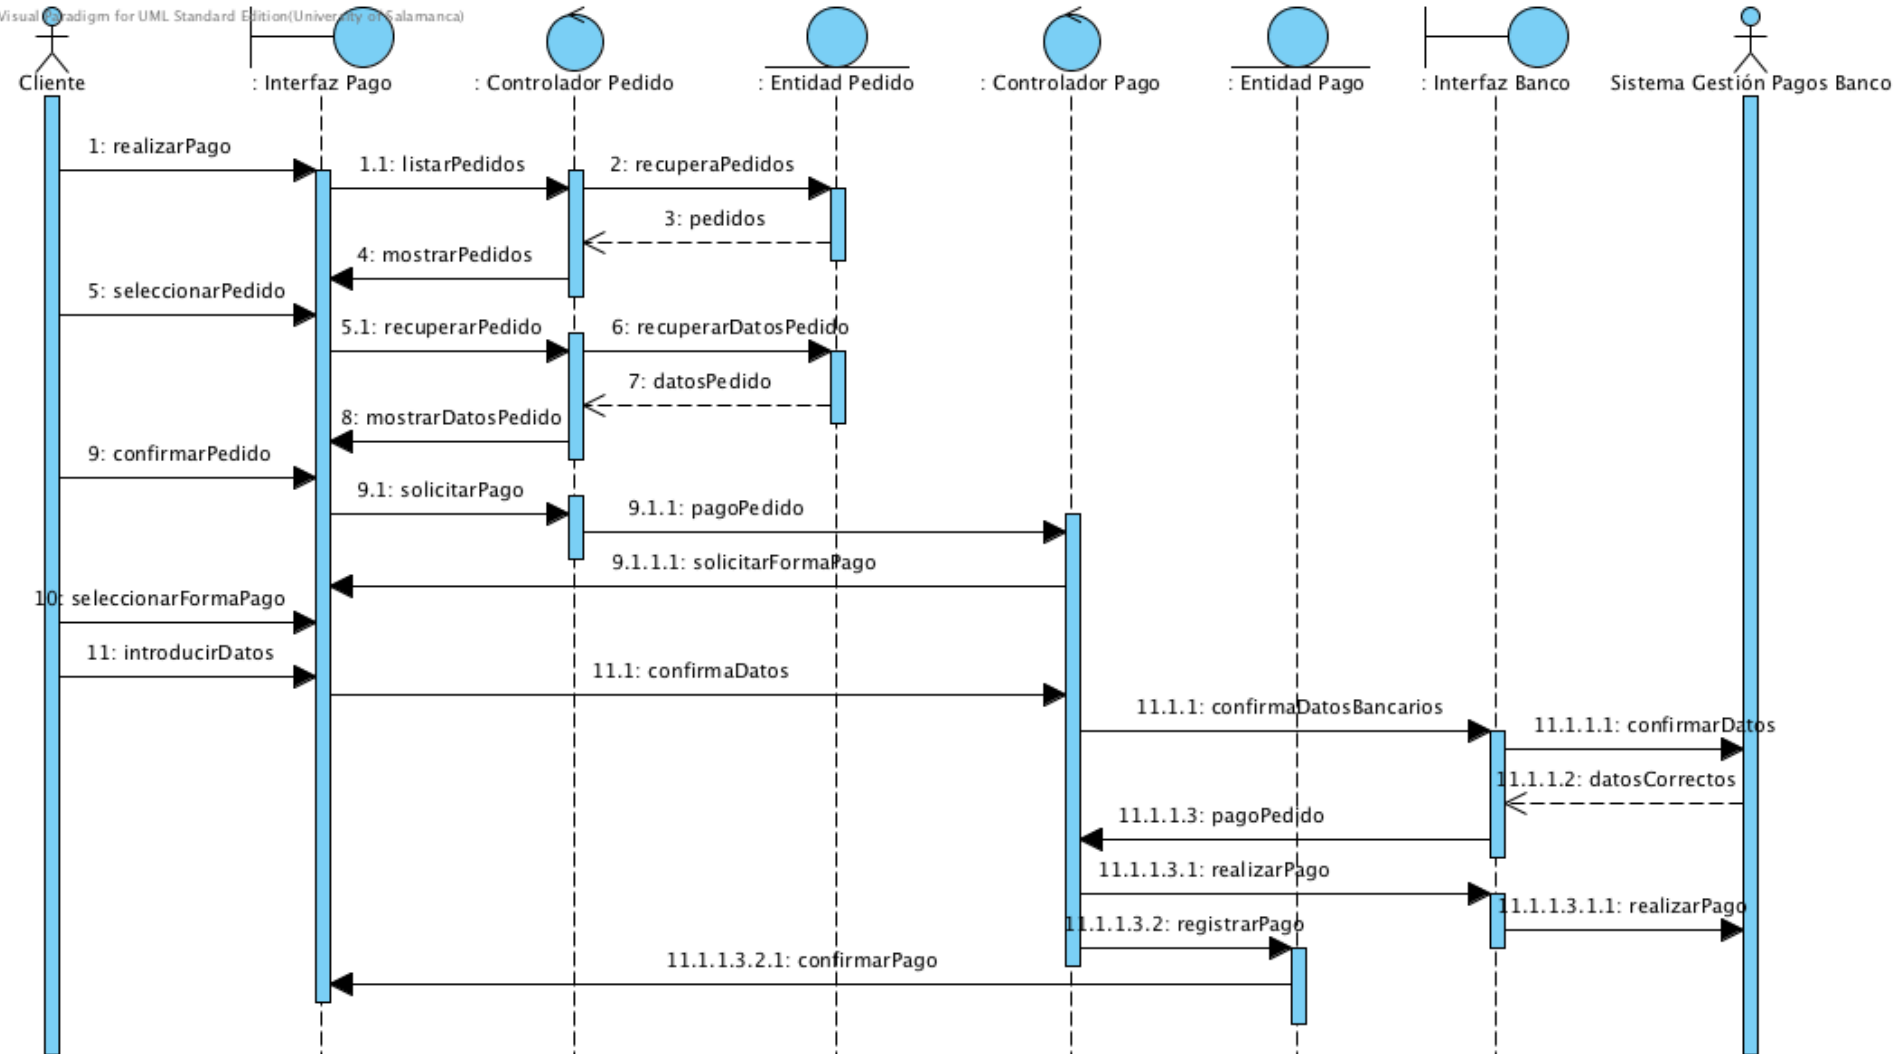 Visual Paradigm for UML Standard Edition(University of Salamanca)
Cliente
: Interfaz Pago
: Controlador Pedido
: Entidad Pedido
: Controlador Pago
: Entidad Pago
: Interfaz Banco
Sistema Gestión Pagos Banco
1: realizarPago
1.1: listarPedidos
2: recuperaPedidos
3: pedidos
4: mostrarPedidos
5: seleccionarPedido
5.1: recuperarPedido
6: recuperarDatosPedido
7: datosPedido
8: mostrarDatosPedido
9: confirmarPedido
9.1: solicitarPago
9.1.1: pagoPedido
9.1.1.1: solicitarFormaPago
10: seleccionarFormaPago
11: introducirDatos
11.1: confirmaDatos
11.1.1: confirmaDatosBancarios
11.1.1.1: confirmarDatos
11.1.1.2: datosCorrectos
11.1.1.3: pagoPedido
11.1.1.3.1: realizarPago
11.1.1.3.1.1: realizarPago
11.1.1.3.2: registrarPago
11.1.1.3.2.1: confirmarPago